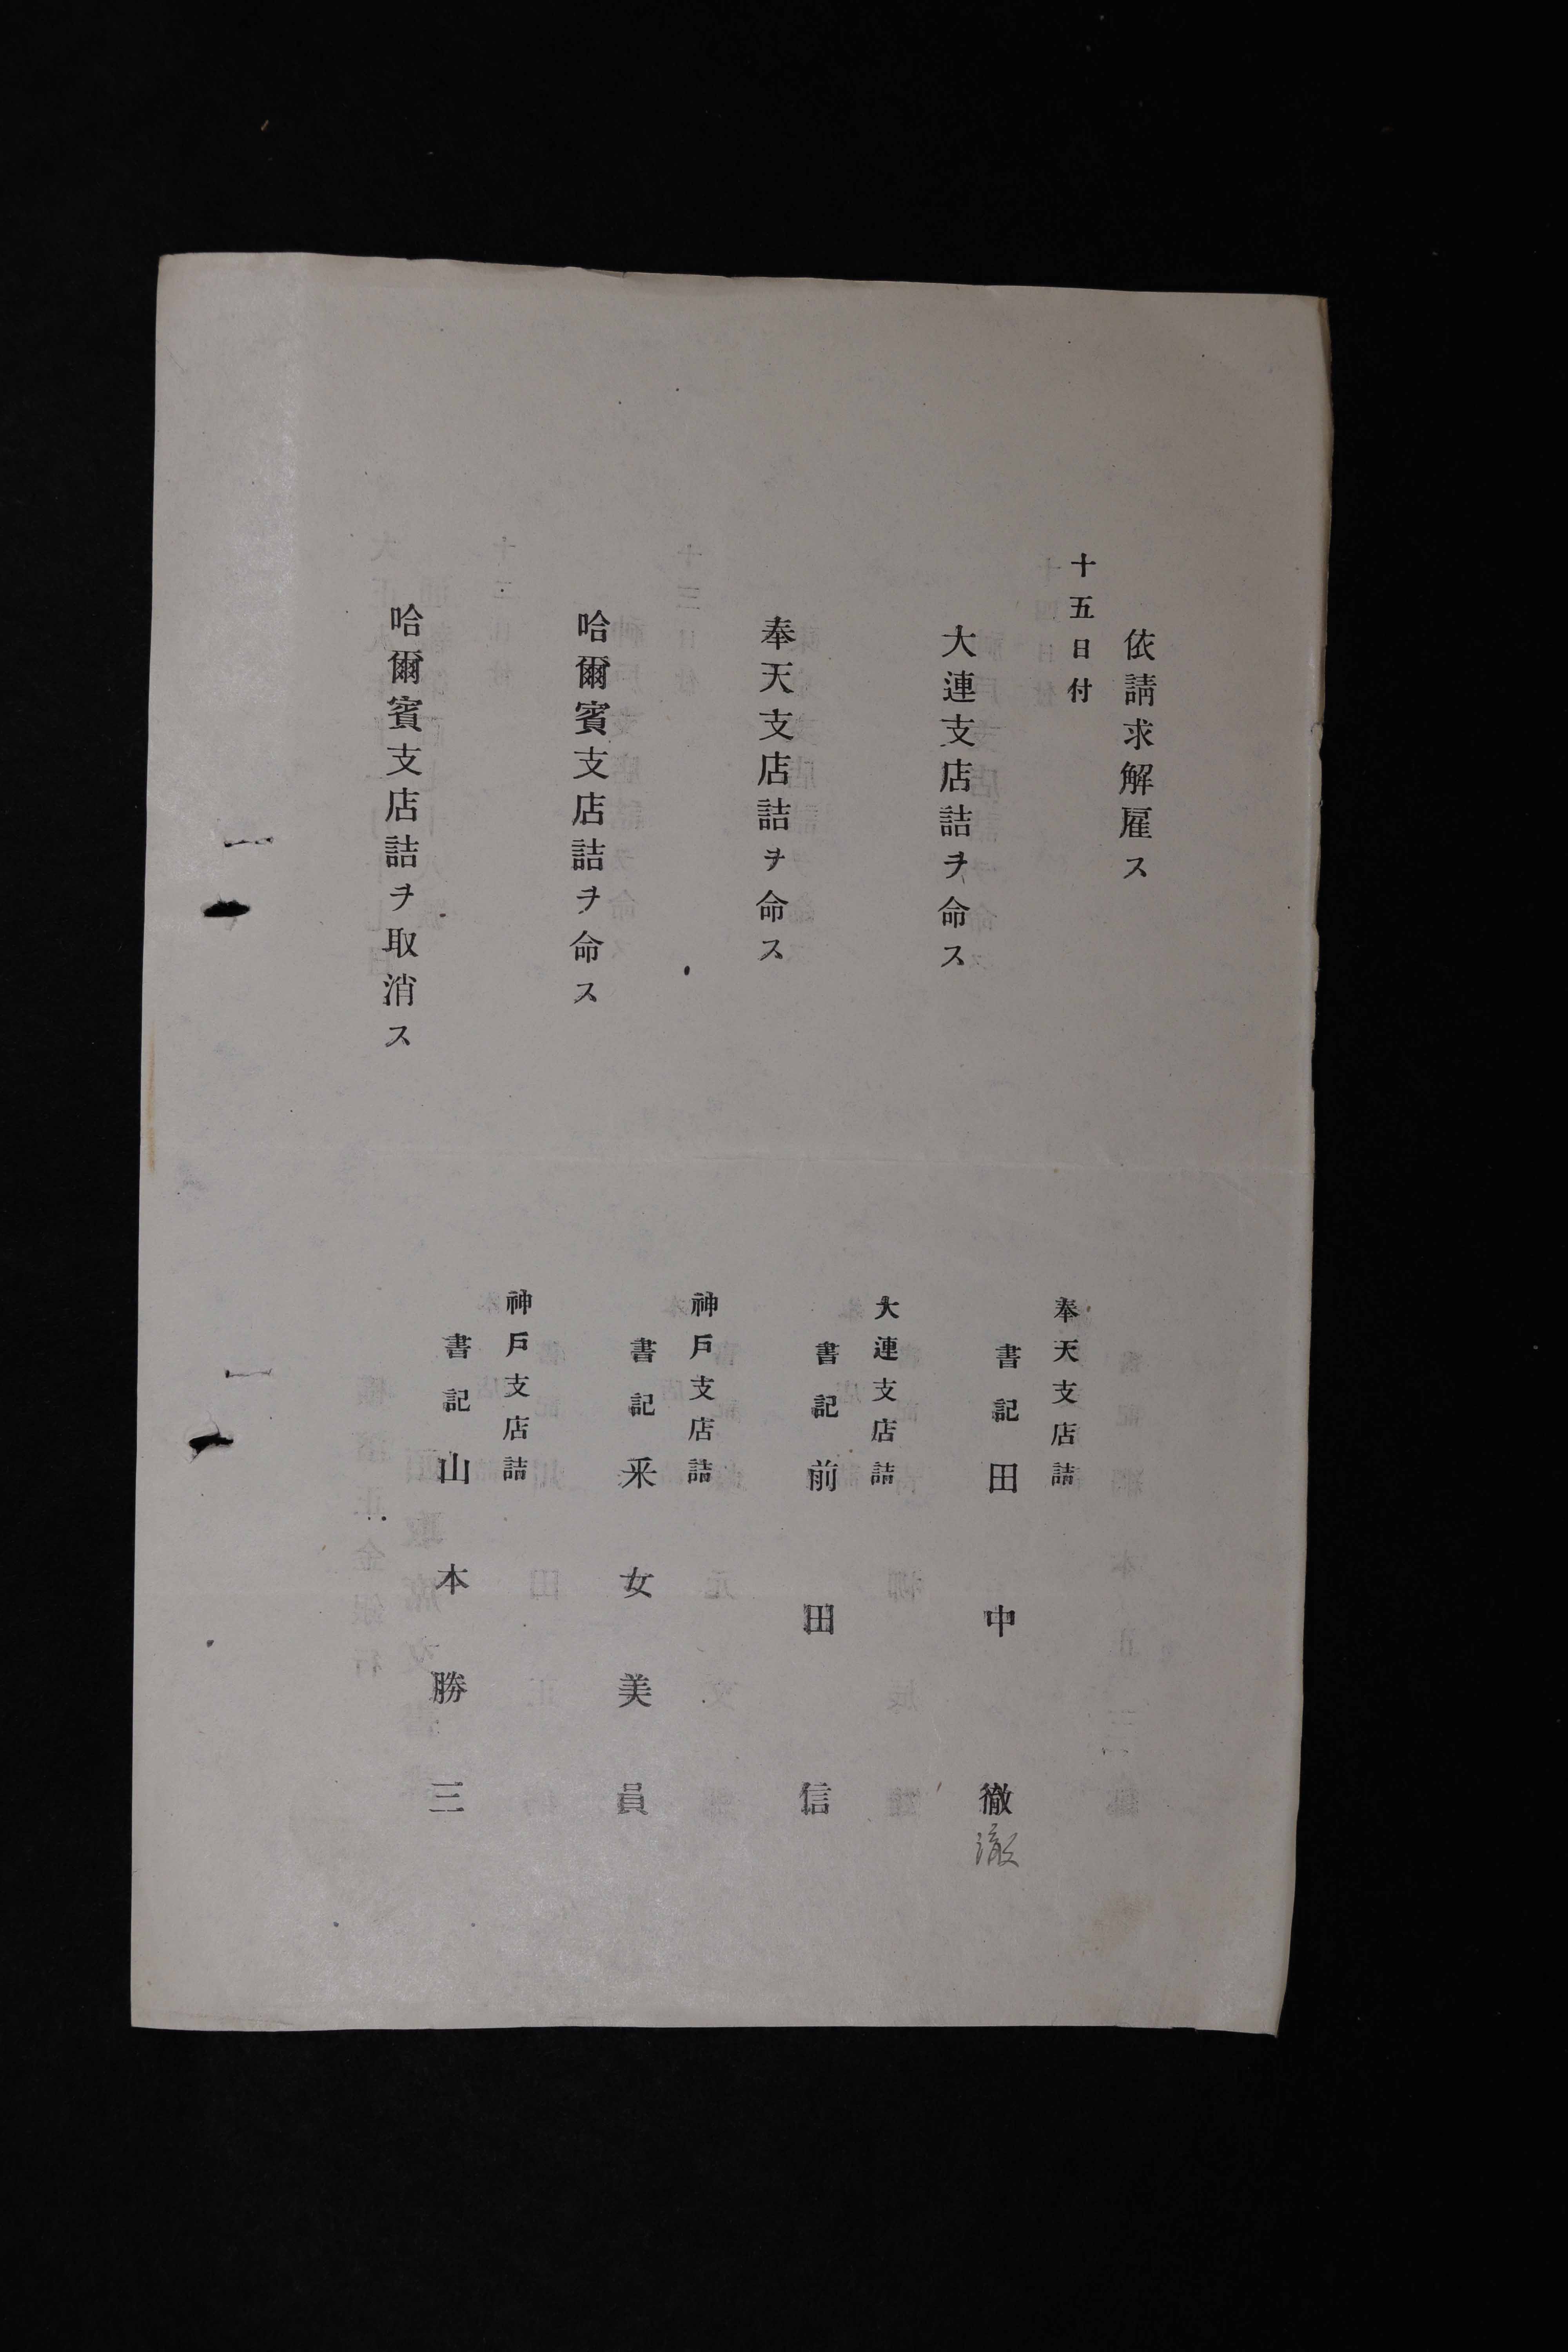 依請求解雇ス
十五日付
奉天支店詰
書記 田中徹
澈
大連支店詰ヲ命ス
大連支店詰
書記 前田信
奉天支店詰ヲ命ス
神戶支店詰
書記 采女美員
哈爾賓支店詰ヲ命ス
神戶支店詰
書記 山本勝三
哈爾賓支店詰ヲ取消ス